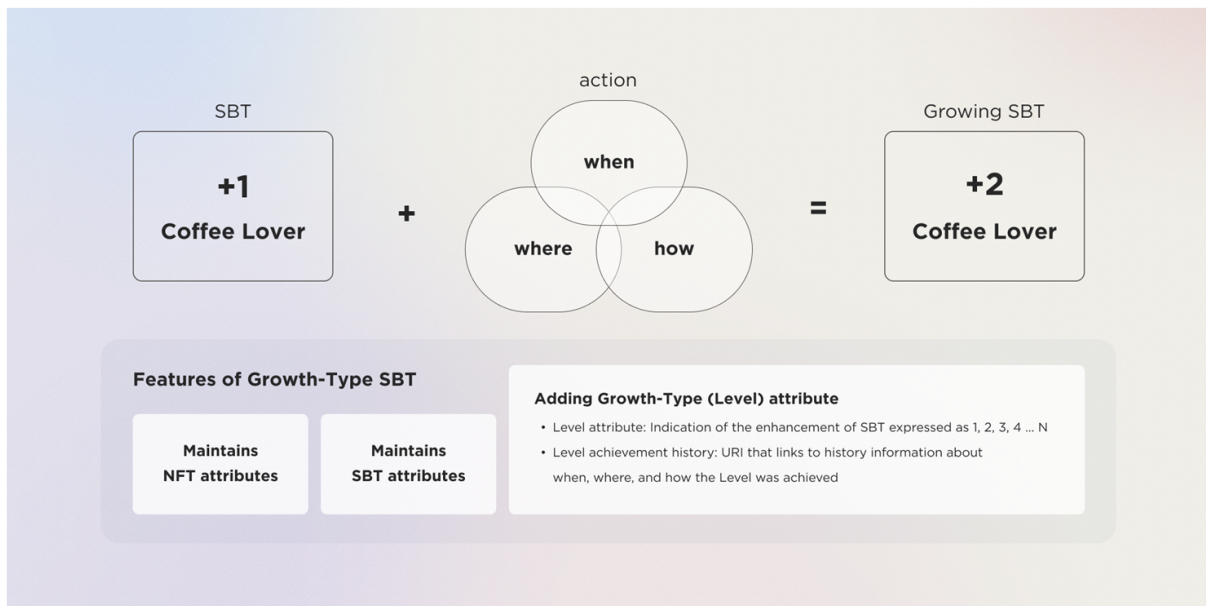 action
SBT
Growing SBT
+1
Coffee Lover
+
when
where
how
=
+2
Coffee Lover
Features of Growth-Type SBT
Maintains
NFT attributes
Maintains
SBT attributes
Adding Growth-Type (Level) attribute
• Level attribute: Indication of the enhancement of SBT expressed as 1, 2, 3, 4 ... N
• Level achievement history: URI that links to history information about
when, where, and how the Level was achieved